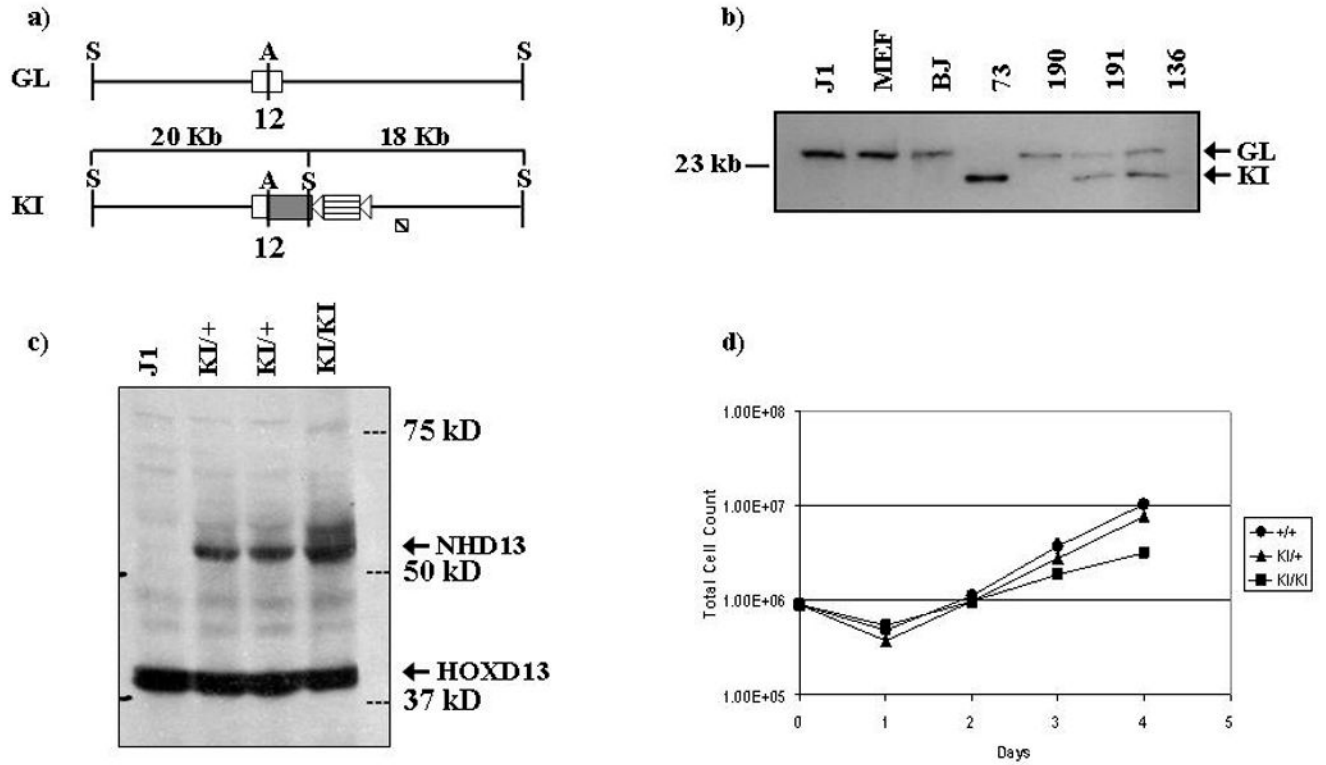 a)
S A S
GL
12
20 Kb 18 Kb
S A S S
KI
12
b)
J1 MEF BJ 73 190 191 136
23 kb
GL
KI
c)
J1 KI/+ KI/+ KI/KI
75 kD
NHD13
50 kD
HOXD13
37 kD
d)
1.00E+08
1.00E+07
1.00E+06
1.00E+05
Total Cell Count
0 1 2 3 4 5
Days
+/+
KI/+
KI/KI